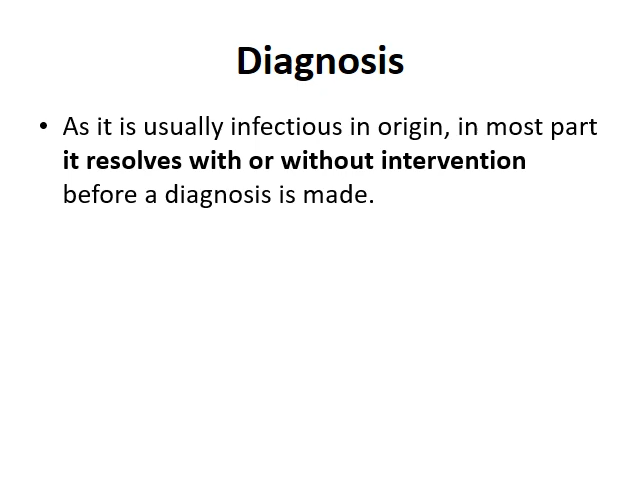 Diagnosis
• As it is usually infectious in origin, in most part
it resolves with or without intervention
before a diagnosis is made.